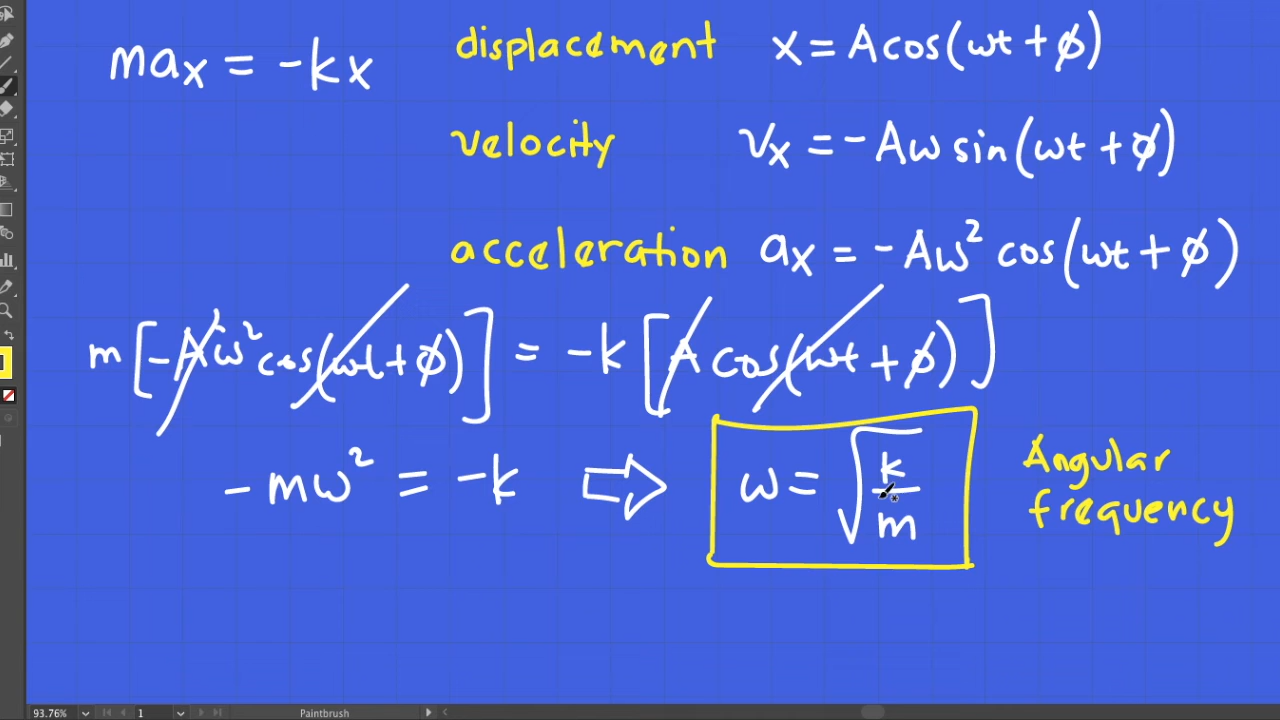 maₓ = -kx
displacement x = Acos(ωt + ϕ)
velocity vₓ = -Aω sin(ωt + ϕ)
acceleration aₓ = -Aω² cos(ωt + ϕ)
m[-Aω² cos(ωt + ϕ)] = -k[A cos(ωt + ϕ)]
-mω² = -k ⇨ ω = √(k/m)
Angular
frequency
93.76% 1 Paintbrush